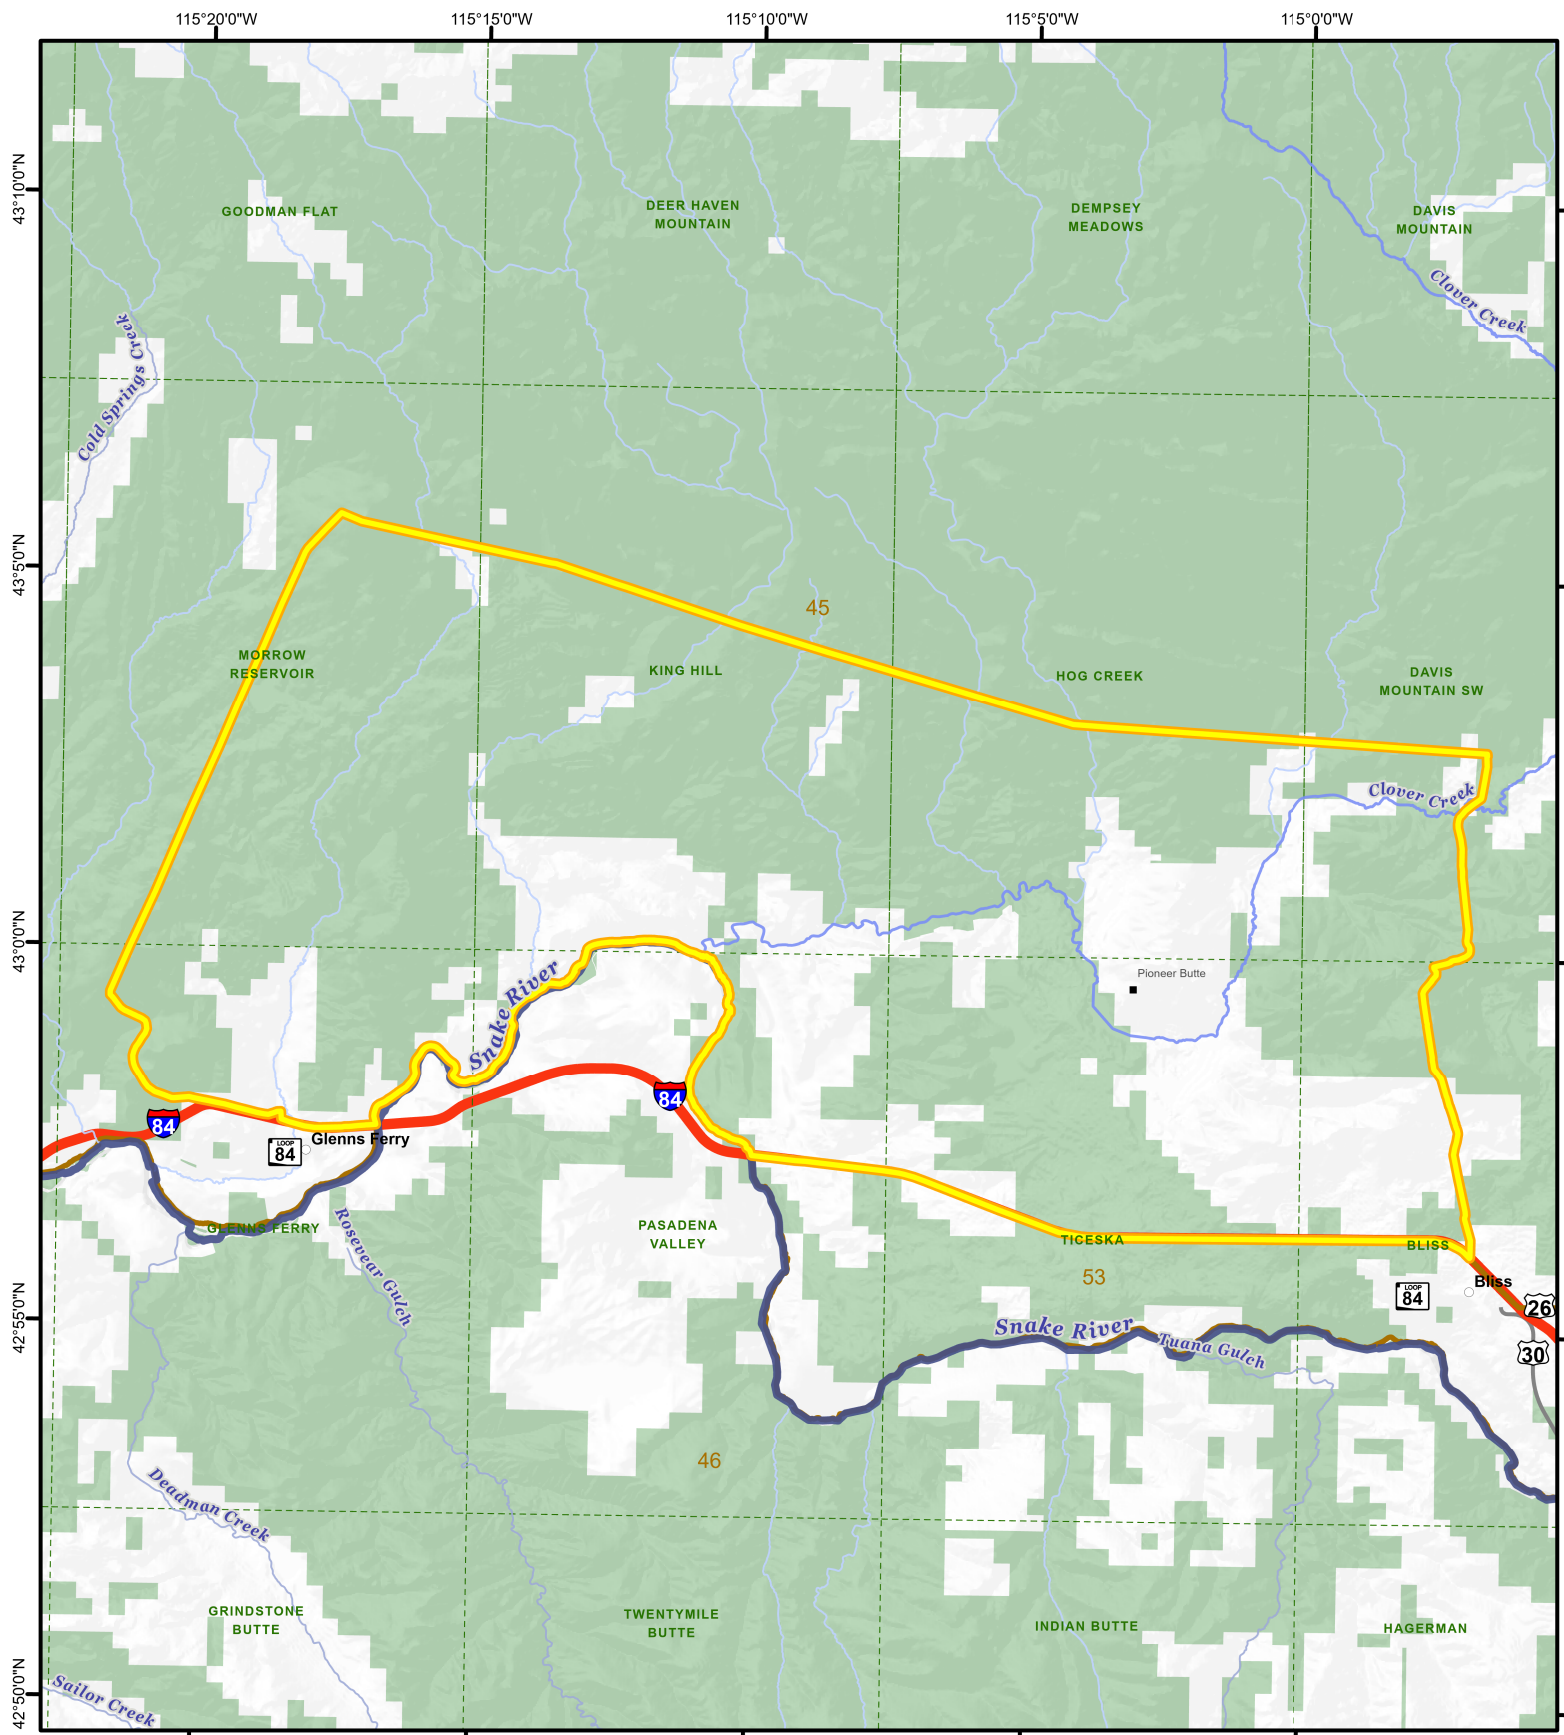 115°20'0"W
115°15'0"W
115°10'0"W
115°5'0"W
115°0'0"W
43°10'0"N
43°5'0"N
43°0'0"N
42°55'0"N
42°50'0"N
GOODMAN FLAT
DEER HAVEN
MOUNTAIN
DEMPSEY
MEADOWS
DAVIS
MOUNTAIN
Clover Creek
Cold Springs Creek
45
MORROW
RESERVOIR
KING HILL
HOG CREEK
DAVIS
MOUNTAIN SW
Clover Creek
Pioneer Butte
Snake River
84
84
Glenns Ferry
LOOP
84
GLENNS FERRY
Rosevear Gulch
PASADENA
VALLEY
TICESKA
BLISS
53
Bliss
LOOP
84
26
30
Snake River
Tuana Gulch
46
Deadman Creek
GRINDSTONE
BUTTE
TWENTYMILE
BUTTE
INDIAN BUTTE
HAGERMAN
Sailor Creek